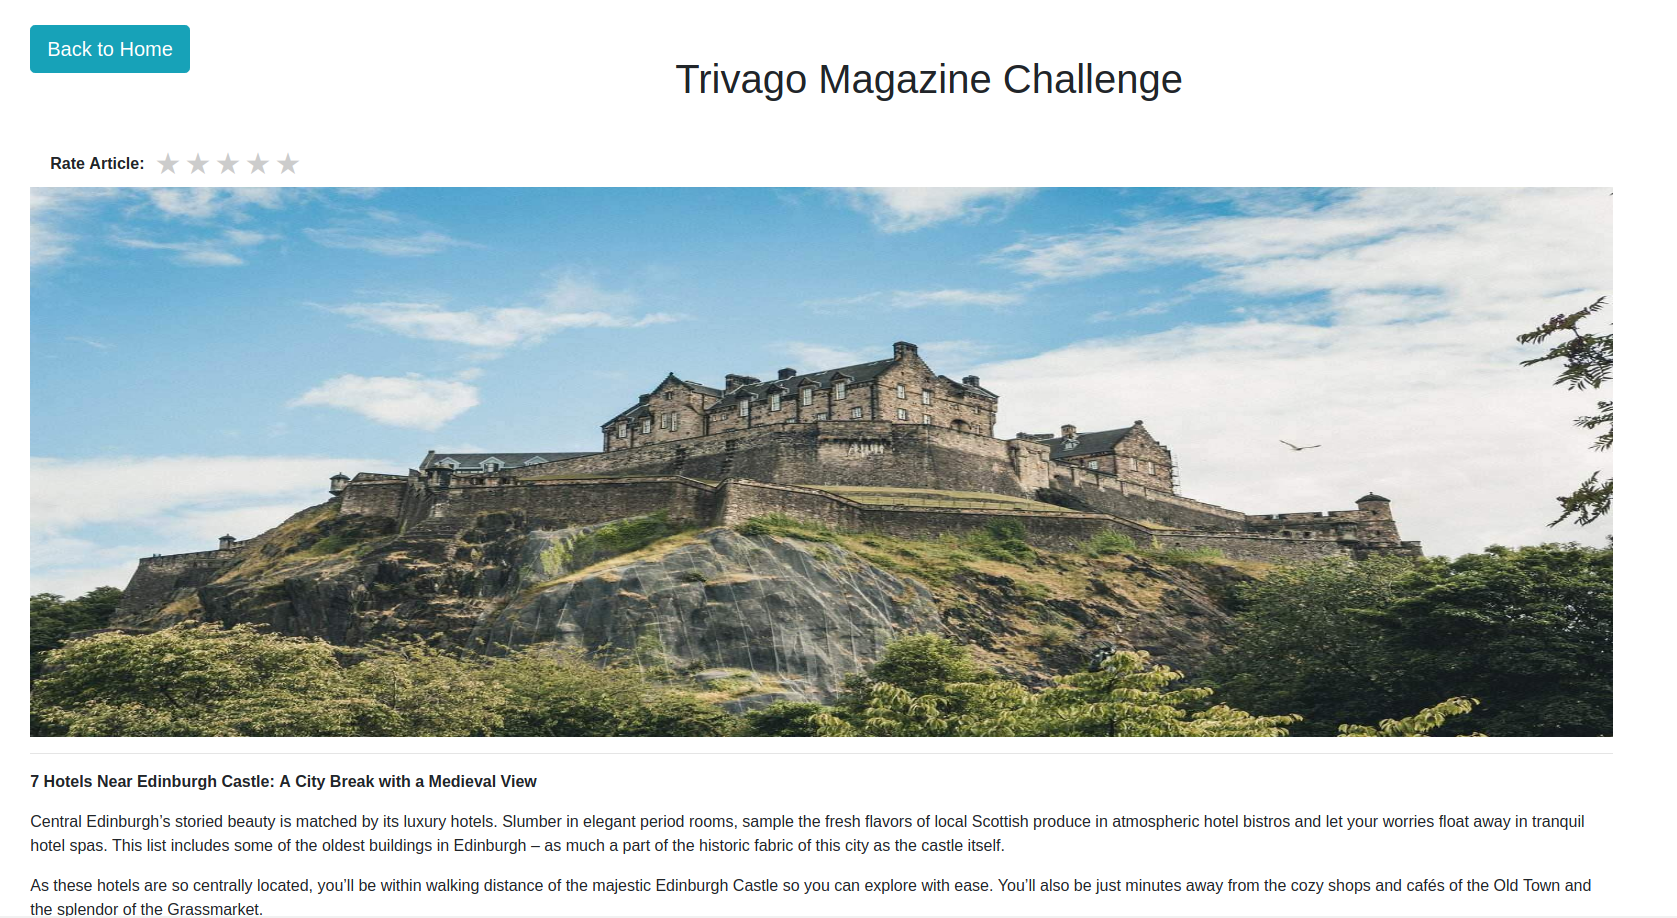 Back to Home
Trivago Magazine Challenge
Rate Article:
7 Hotels Near Edinburgh Castle: A City Break with a Medieval View
Central Edinburgh’s storied beauty is matched by its luxury hotels. Slumber in elegant period rooms, sample the fresh flavors of local Scottish produce in atmospheric hotel bistros and let your worries float away in tranquil
hotel spas. This list includes some of the oldest buildings in Edinburgh – as much a part of the historic fabric of this city as the castle itself.
As these hotels are so centrally located, you’ll be within walking distance of the majestic Edinburgh Castle so you can explore with ease. You’ll also be just minutes away from the cozy shops and cafés of the Old Town and
the splendor of the Grassmarket.